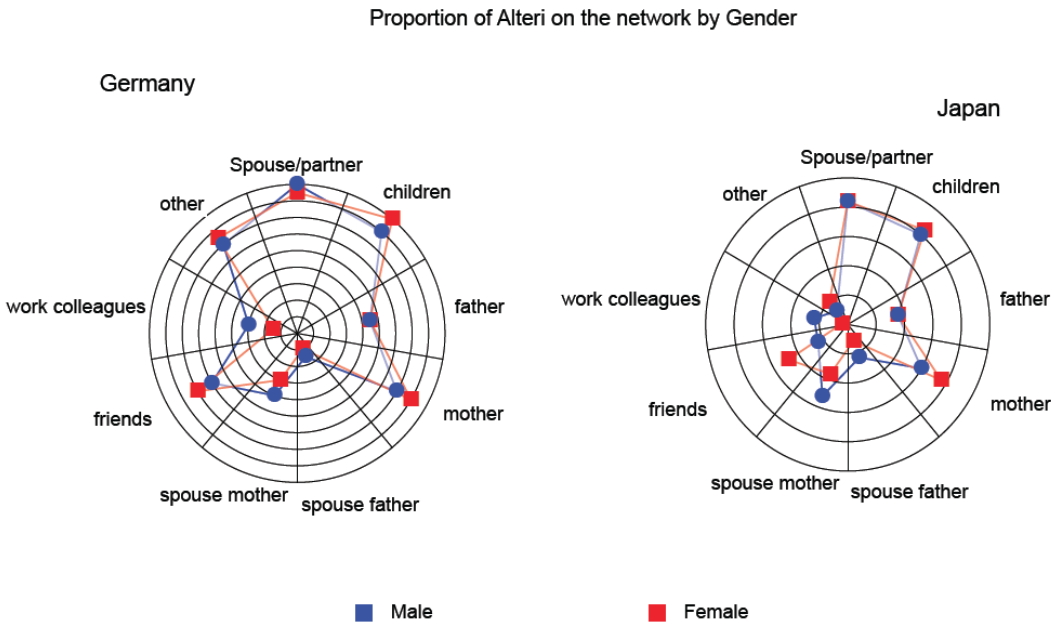 Proportion of Alteri on the network by Gender
Germany
Spouse/partner
children
father
mother
spouse father
spouse mother
friends
work colleagues
other
Japan
Spouse/partner
children
father
mother
spouse father
spouse mother
friends
work colleagues
other
Male
Female